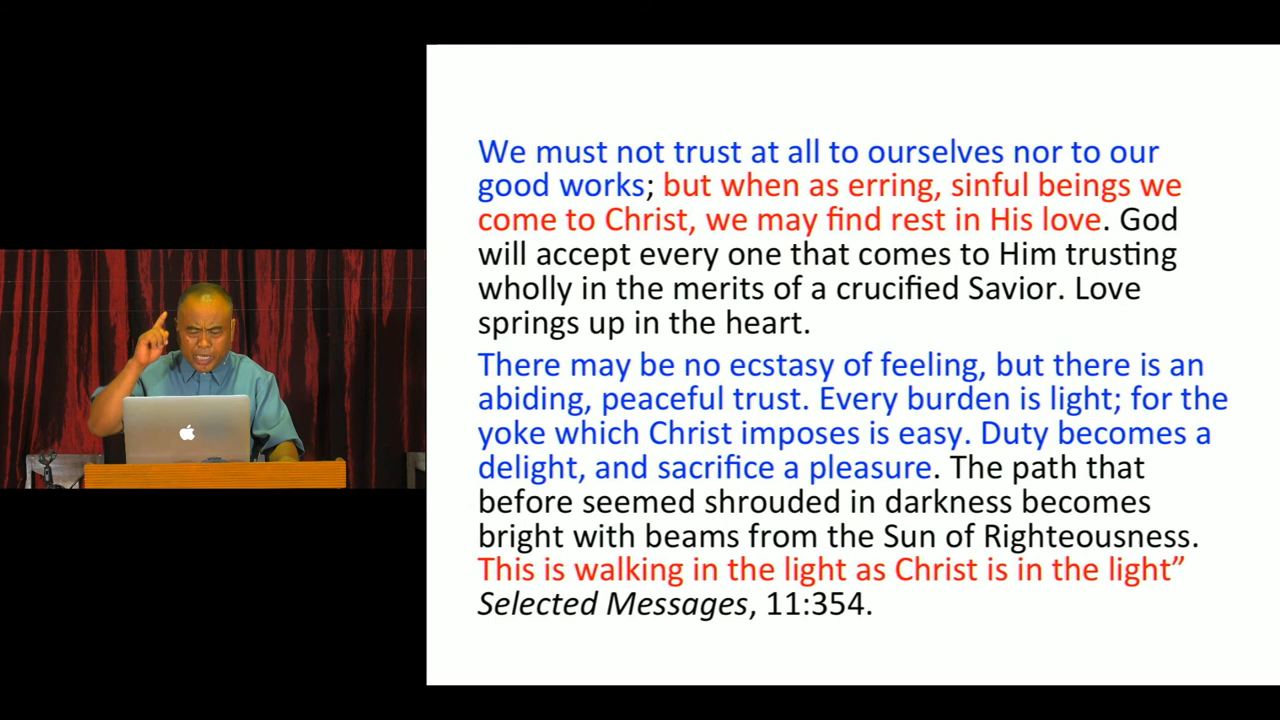 We must not trust at all to ourselves nor to our
good works; but when as erring, sinful beings we
come to Christ, we may find rest in His love. God
will accept every one that comes to Him trusting
wholly in the merits of a crucified Savior. Love
springs up in the heart.
There may be no ecstasy of feeling, but there is an
abiding, peaceful trust. Every burden is light; for the
yoke which Christ imposes is easy. Duty becomes a
delight, and sacrifice a pleasure. The path that
before seemed shrouded in darkness becomes
bright with beams from the Sun of Righteousness.
This is walking in the light as Christ is in the light”
Selected Messages, 11:354.